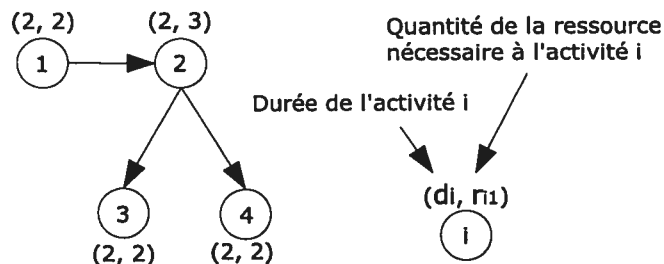 (2, 2)
(2, 3)
1
2
Quantité de la ressource
nécessaire à l'activité i
Durée de l'activité i
3
4
(2, 2)
(2, 2)
(di, ri1)
i